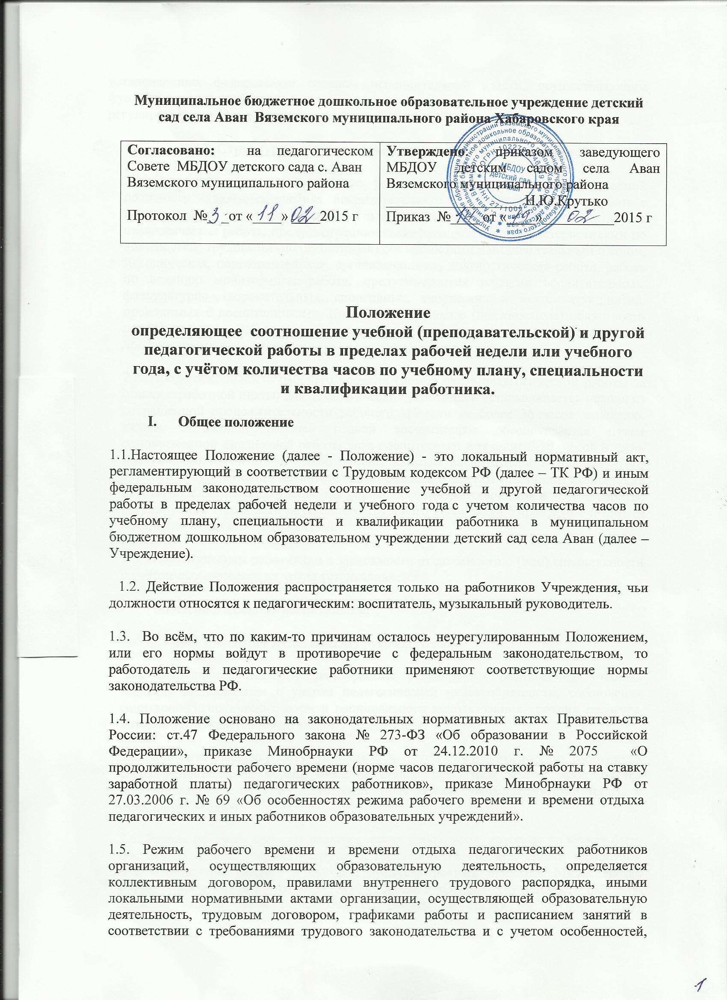 Муниципальное бюджетное дошкольное образовательное учреждение детский
сад села Аван Вяземского муниципального района Хабаровского края
Согласовано: на педагогическом
Совете МБДОУ детского сада с. Аван
Вяземского муниципального района
Протокол № 3 от « 11 » 02 2015 г
Утверждено: приказом заведующего
МБДОУ детским садом села Аван
Вяземского муниципального района
Н.Ю.Крутько
Приказ № от « » 02 2015 г
МБДОУ
детский сад
с. Аван
Положение
определяющее соотношение учебной (преподавательской) и другой
педагогической работы в пределах рабочей недели или учебного
года, с учётом количества часов по учебному плану, специальности
и квалификации работника.
I. Общее положение
1.1.Настоящее Положение (далее - Положение) - это локальный нормативный акт,
регламентирующий в соответствии с Трудовым кодексом РФ (далее – ТК РФ) и иным
федеральным законодательством соотношение учебной и другой педагогической
работы в пределах рабочей недели и учебного года с учетом количества часов по
учебному плану, специальности и квалификации работника в муниципальном
бюджетном дошкольном образовательном учреждении детский сад села Аван (далее –
Учреждение).
1.2. Действие Положения распространяется только на работников Учреждения, чьи
должности относятся к педагогическим: воспитатель, музыкальный руководитель.
1.3. Во всём, что по каким-то причинам осталось неурегулированным Положением,
или его нормы войдут в противоречие с федеральным законодательством, то
работодатель и педагогические работники применяют соответствующие нормы
законодательства РФ.
1.4. Положение основано на законодательных нормативных актах Правительства
России: ст.47 Федерального закона № 273-ФЗ «Об образовании в Российской
Федерации», приказе Минобрнауки РФ от 24.12.2010 г. № 2075 «О
продолжительности рабочего времени (норме часов педагогической работы на ставку
заработной платы) педагогических работников», приказе Минобрнауки РФ от
27.03.2006 г. № 69 «Об особенностях режима рабочего времени и времени отдыха
педагогических и иных работников образовательных учреждений».
1.5. Режим рабочего времени и времени отдыха педагогических работников
организаций, осуществляющих образовательную деятельность, определяется
коллективным договором, правилами внутреннего трудового распорядка, иными
локальными нормативными актами организации, осуществляющей образовательную
деятельность, трудовым договором, графиками работы и расписанием занятий в
соответствии с требованиями трудового законодательства и с учетом особенностей,
1